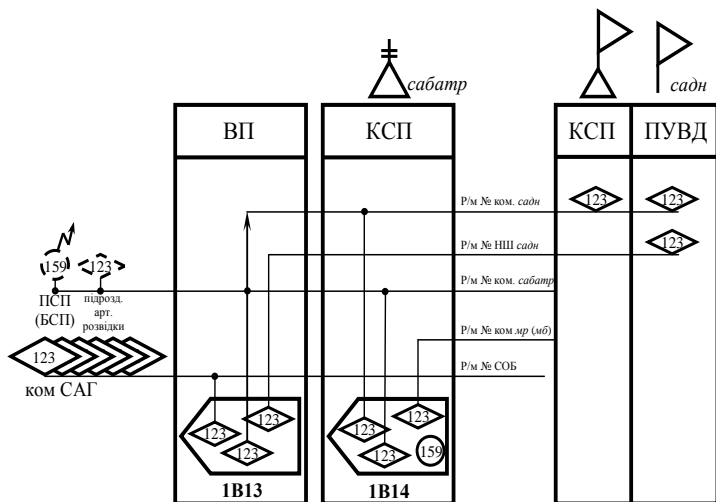 сабатр
садн
ВП
КСП
КСП
ПУВД
123
123
Р/м № ком. садн
123
Р/м № НШ садн
159
123
Р/м № ком. сабатр
ПСП
(БСП)
підрозд.
арт.
розвідки
Р/м № ком мр (мб)
123
Р/м № СОБ
ком САГ
123
123
123
123
123
123
159
1В13
1В14